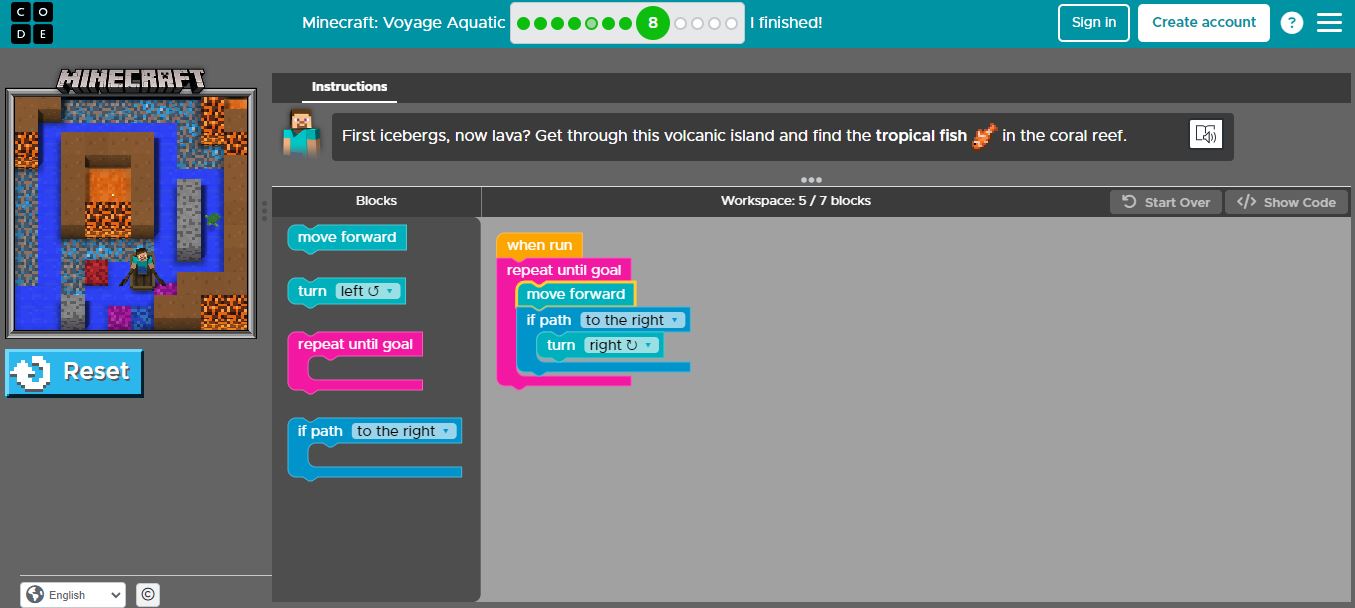 CODE
Minecraft: Voyage Aquatic
8
I finished!
Sign in
Create account
?
MINECRAFT
Instructions
First icebergs, now lava? Get through this volcanic island and find the tropical fish in the coral reef.
Blocks
Workspace: 5 / 7 blocks
Start Over
</> Show Code
move forward
turn left ↺
repeat until goal
if path to the right
when run
repeat until goal
move forward
if path to the right
turn right ↻
Reset
English
©